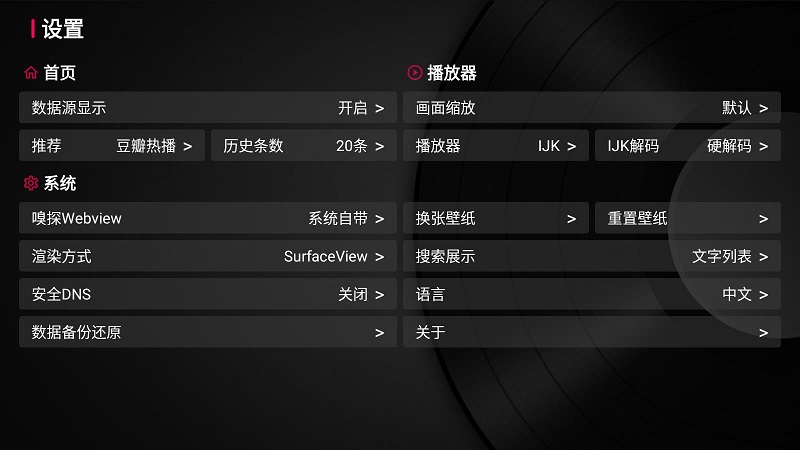 设置
首页
数据源显示 开启 >
推荐 豆瓣热播 > 历史条数 20条 >
播放器
画面缩放 默认 >
播放器 IJK > IJK解码 硬解码 >
系统
嗅探Webview 系统自带 > 换张壁纸 > 重置壁纸 >
渲染方式 SurfaceView > 搜索展示 文字列表 >
安全DNS 关闭 > 语言 中文 >
数据备份还原 > 关于 >